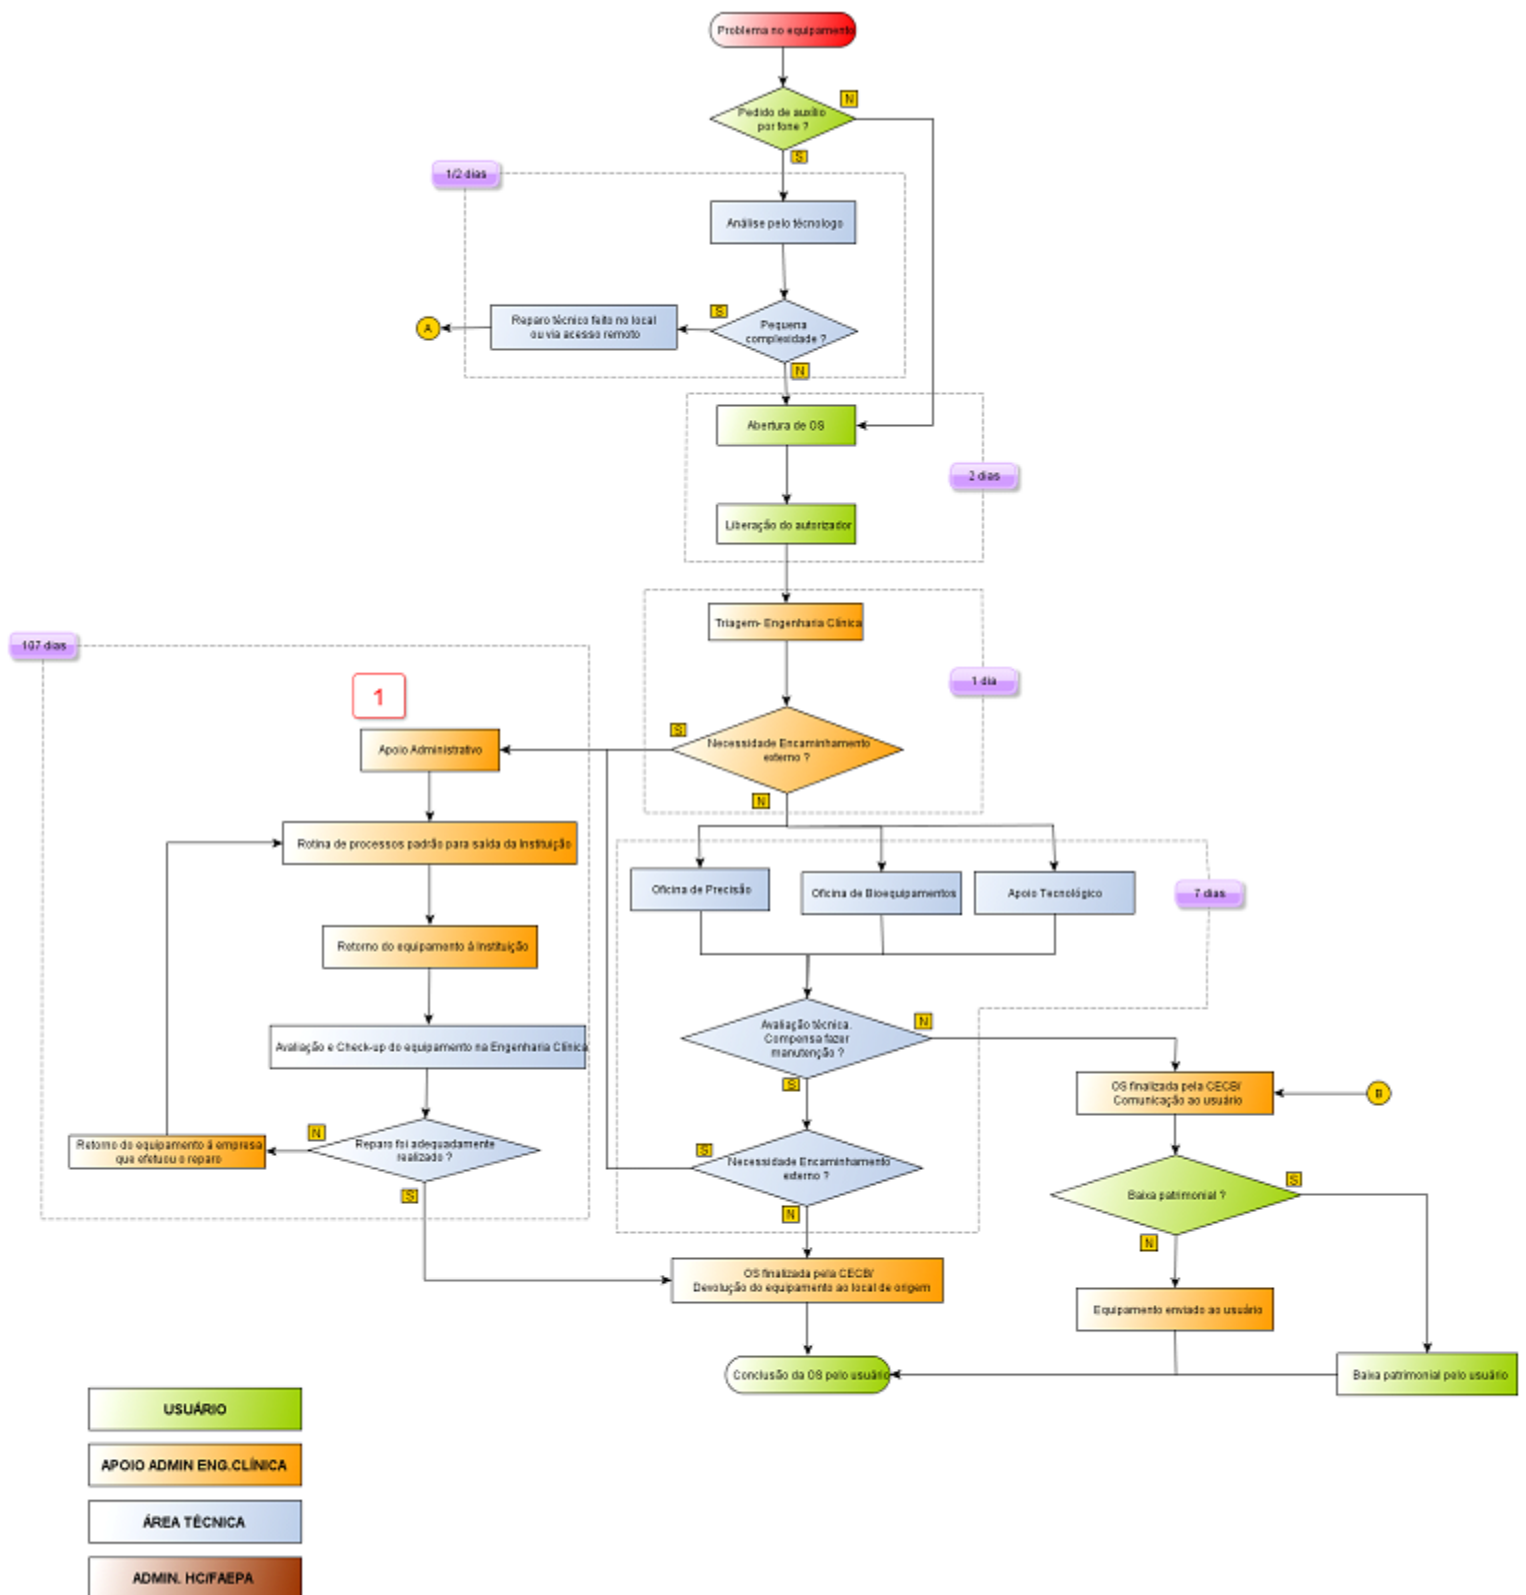 Problema no equipamento
Pedido de auxílio
por fone ?
N
S
1/2 dias
Análise pelo técnologo
Pequena
complexidade ?
S
Reparo técnico feito no local
ou via acesso remoto
A
N
Abertura de OS
2 dias
Liberação do autorizador
Triagem- Engenharia Clínica
1 dia
107 dias
1
Necessidade Encaminhamento
externo ?
S
N
Apoio Administrativo
Rotina de processos padrão para saída da Instituição
Retorno do equipamento á Instituição
Avaliação e Check-up do equipamento na Engenharia Clínica
Reparo foi adeguadamente
realizado ?
N
S
Retorno do equipamento á empresa
que efetuou o reparo
Oficina de Precisão
Oficina de Bioequipamentos
Apoio Tecnológico
7 dias
Avaliação técnica.
Compensa fazer
manutenção ?
N
S
Necessidade Encaminhamento
externo ?
S
N
OS finalizada pela CECB/
Comunicação ao usuário
B
Baixa patrimonial ?
S
N
OS finalizada pela CECB/
Devolução do equipamento ao local de origem
Equipamento enviado ao usuário
Conclusão da OS pelo usuário
Baixa patrimonial pelo usuário
USUÁRIO
APOIO ADMIN ENG.CLÍNICA
ÁREA TÉCNICA
ADMIN. HC/FAEPA